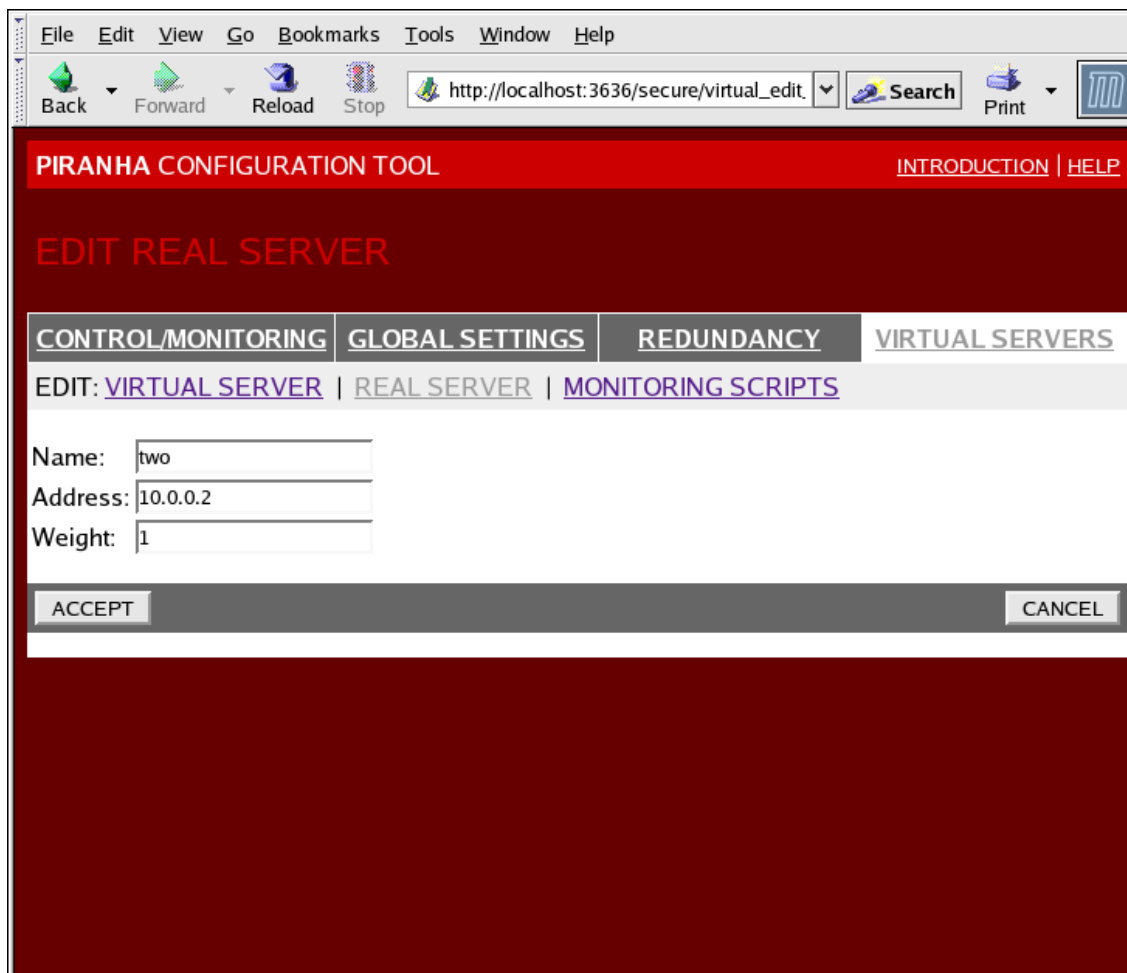 File Edit View Go Bookmarks Tools Window Help
Back Forward Reload Stop http://localhost:3636/secure/virtual_edit_ Search Print
PIRANHA CONFIGURATION TOOL INTRODUCTION | HELP
EDIT REAL SERVER
CONTROL/MONITORING GLOBAL SETTINGS REDUNDANCY VIRTUAL SERVERS
EDIT: VIRTUAL SERVER | REAL SERVER | MONITORING SCRIPTS
Name: two
Address: 10.0.0.2
Weight: 1
ACCEPT CANCEL